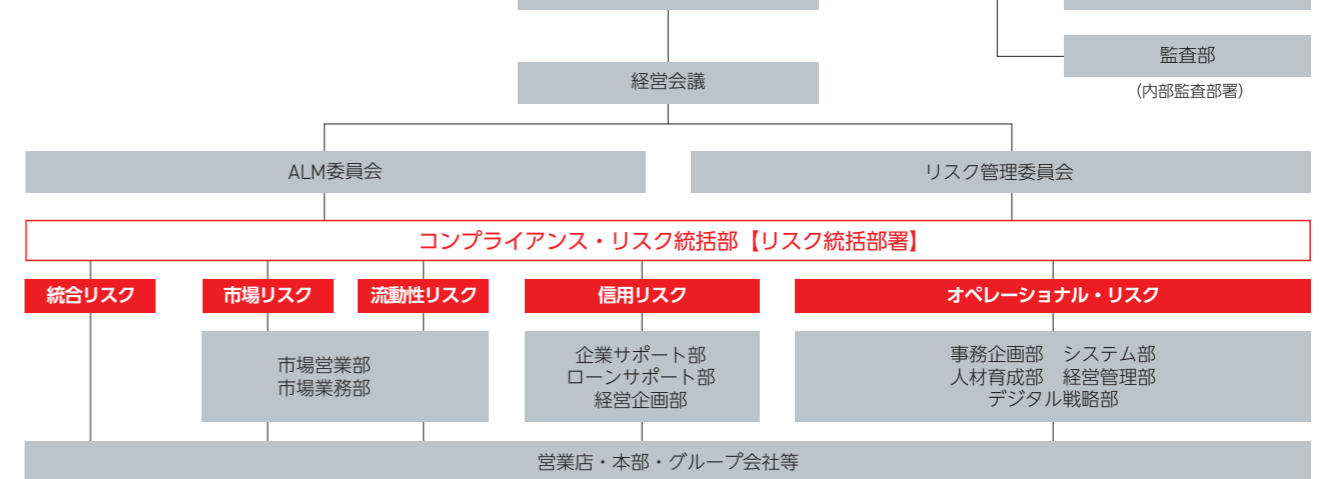 監査部
(内部監査部署)
経営会議
ALM委員会
リスク管理委員会
コンプライアンス・リスク統括部【リスク統括部署】
統合リスク
市場リスク
流動性リスク
信用リスク
オペレーショナル・リスク
市場営業部
市場業務部
企業サポート部
ローンサポート部
経営企画部
事務企画部　システム部
人材育成部　経営管理部
デジタル戦略部
営業店・本部・グループ会社等